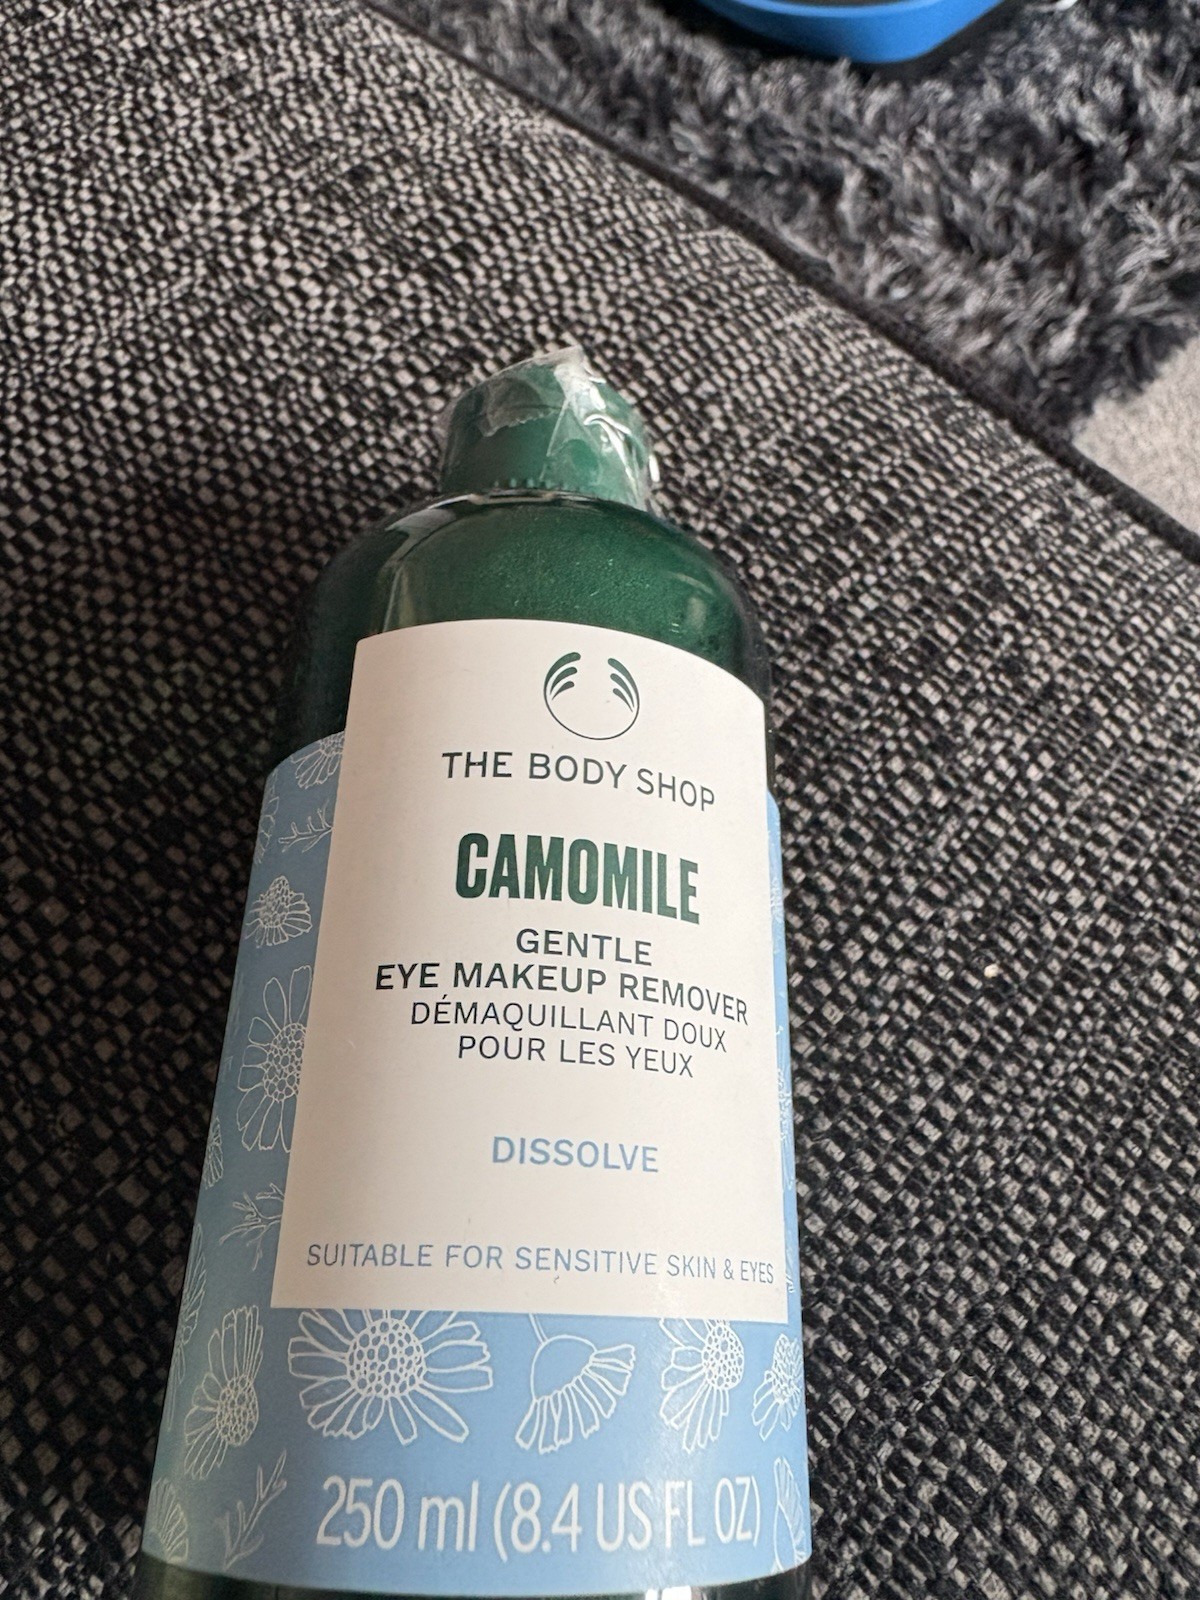 THE BODY SHOP
CAMOMILE
GENTLE
EYE MAKEUP REMOVER
DÉMAQUILLANT DOUX
POUR LES YEUX
DISSOLVE
SUITABLE FOR SENSITIVE SKIN & EYES
250 ml (8.4 US FL OZ)